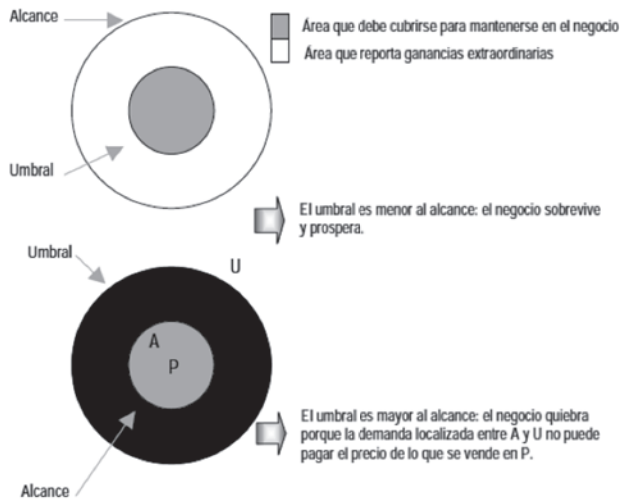 Alcance
Área que debe cubrirse para mantenerse en el negocio
Área que reporta ganancias extraordinarias
Umbral
El umbral es menor al alcance: el negocio sobrevive
y prospera.
Umbral
U
A
P
El umbral es mayor al alcance: el negocio quiebra
porque la demanda localizada entre A y U no puede
pagar el precio de lo que se vende en P.
Alcance